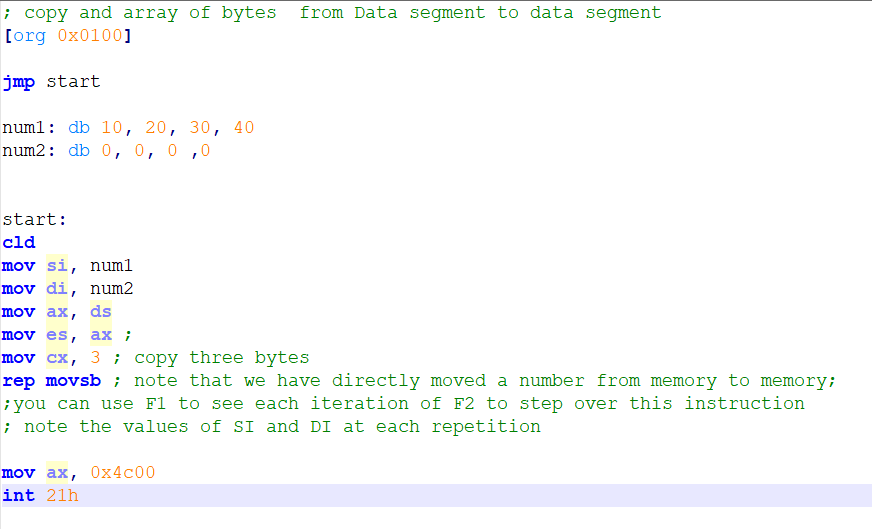 ; copy and array of bytes  from Data segment to data segment
[org 0x0100]
jmp start
num1: db 10, 20, 30, 40
num2: db 0, 0, 0 ,0
start:
cld
mov si, num1
mov di, num2
mov ax, ds
mov es, ax ;
mov cx, 3 ; copy three bytes
rep movsb ; note that we have directly moved a number from memory to memory;
;you can use F1 to see each iteration of F2 to step over this instruction
; note the values of SI and DI at each repetition
mov ax, 0x4c00
int 21h